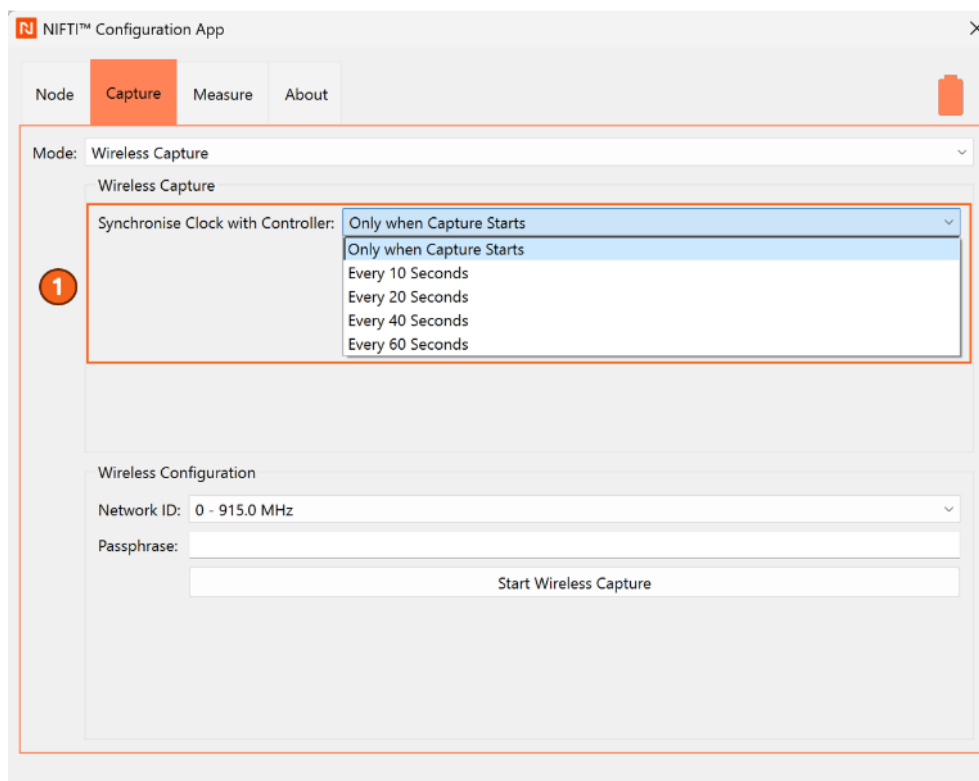 NIFTI™ Configuration App
Node Capture Measure About
Mode: Wireless Capture
Wireless Capture
Synchronise Clock with Controller: Only when Capture Starts
Only when Capture Starts
Every 10 Seconds
1
Every 20 Seconds
Every 40 Seconds
Every 60 Seconds
Wireless Configuration
Network ID: 0 - 915.0 MHz
Passphrase:
Start Wireless Capture